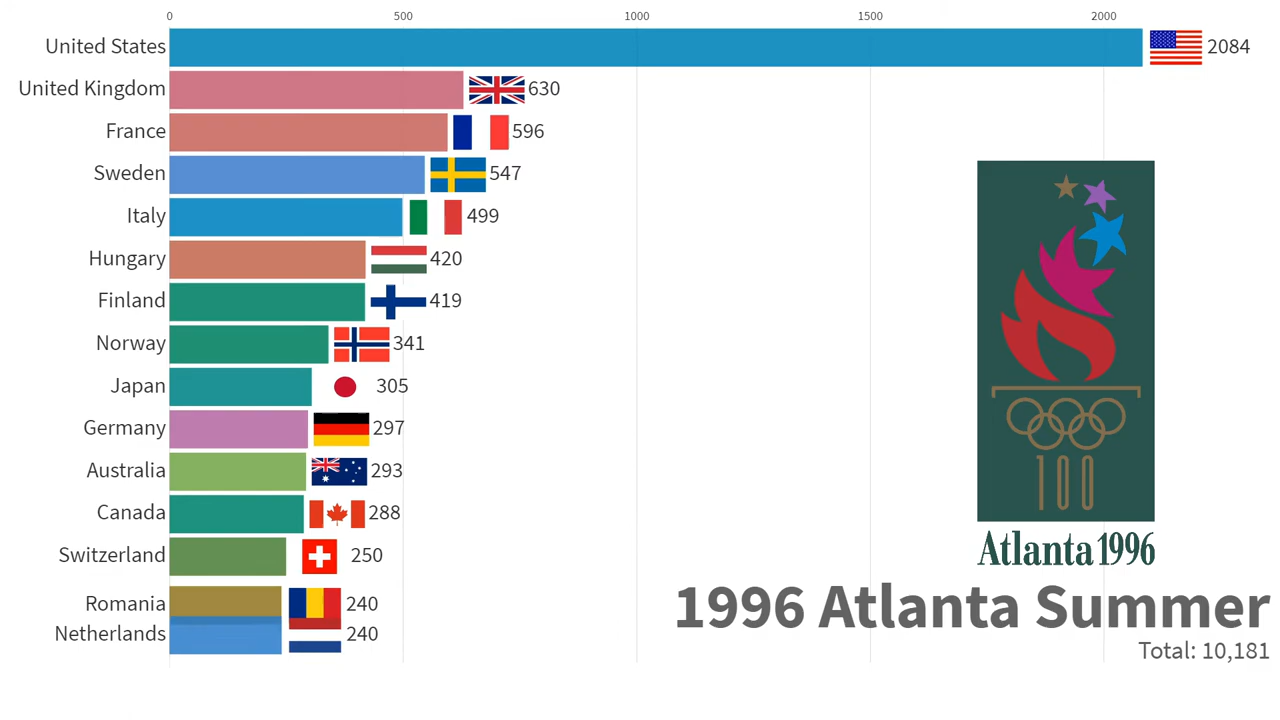 0 500 1000 1500 2000
United States 2084
United Kingdom 630
France 596
Sweden 547
Italy 499
Hungary 420
Finland 419
Norway 341
Japan 305
Germany 297
Australia 293
Canada 288
Switzerland 250
Romania 240
Netherlands 240
100
Atlanta 1996
1996 Atlanta Summer
Total: 10,181